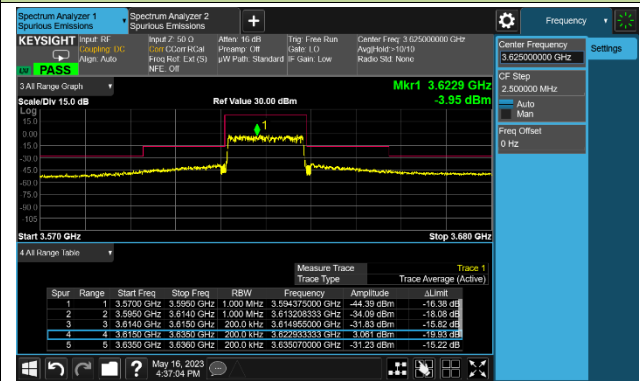 Spectrum Analyzer 1
Spurious Emissions
Spectrum Analyzer 2
Spurious Emissions
+
Frequency
KEYSIGHT
Input: RF
Coupling: DC
Align: Auto
Input Z: 50 Ω
Corr CCorr RCal
Freq Ref: Ext (S)
NFE: Off
Atten: 16 dB
Preamp: Off
µW Path: Standard
Trig: Free Run
Gate: LO
IF Gain: Low
Center Freq: 3.625000000 GHz
Avg|Hold:>10/10
Radio Std: None
PASS
Center Frequency
3.625000000 GHz
Settings
CF Step
2.500000 MHz
Auto
Man
Freq Offset
0 Hz
3 All Range Graph
Mkr1 3.6229 GHz
-3.95 dBm
Scale/Div 15.0 dB
Ref Value 30.00 dBm
Log
15.0
0.00
-15.0
-30.0
-45.0
-60.0
-75.0
-90.0
-105
1
Start 3.570 GHz
Stop 3.680 GHz
4 All Range Table
Measure Trace Trace 1
Trace Type Trace Average (Active)
Spur Range Start Freq Stop Freq RBW Frequency Amplitude ΔLimit
1 1 3.5700 GHz 3.5950 GHz 1.000 MHz 3.594375000 GHz -44.39 dBm -16.38 dB
2 2 3.5950 GHz 3.6140 GHz 1.000 MHz 3.613208333 GHz -34.09 dBm -18.08 dB
3 3 3.6140 GHz 3.6150 GHz 200.0 kHz 3.614955000 GHz -31.83 dBm -15.82 dB
4 4 3.6150 GHz 3.6350 GHz 200.0 kHz 3.622933333 GHz 3.061 dBm -19.93 dB
5 5 3.6350 GHz 3.6360 GHz 200.0 kHz 3.635070000 GHz -31.23 dBm -15.22 dB
?
May 16, 2023
4:37:04 PM